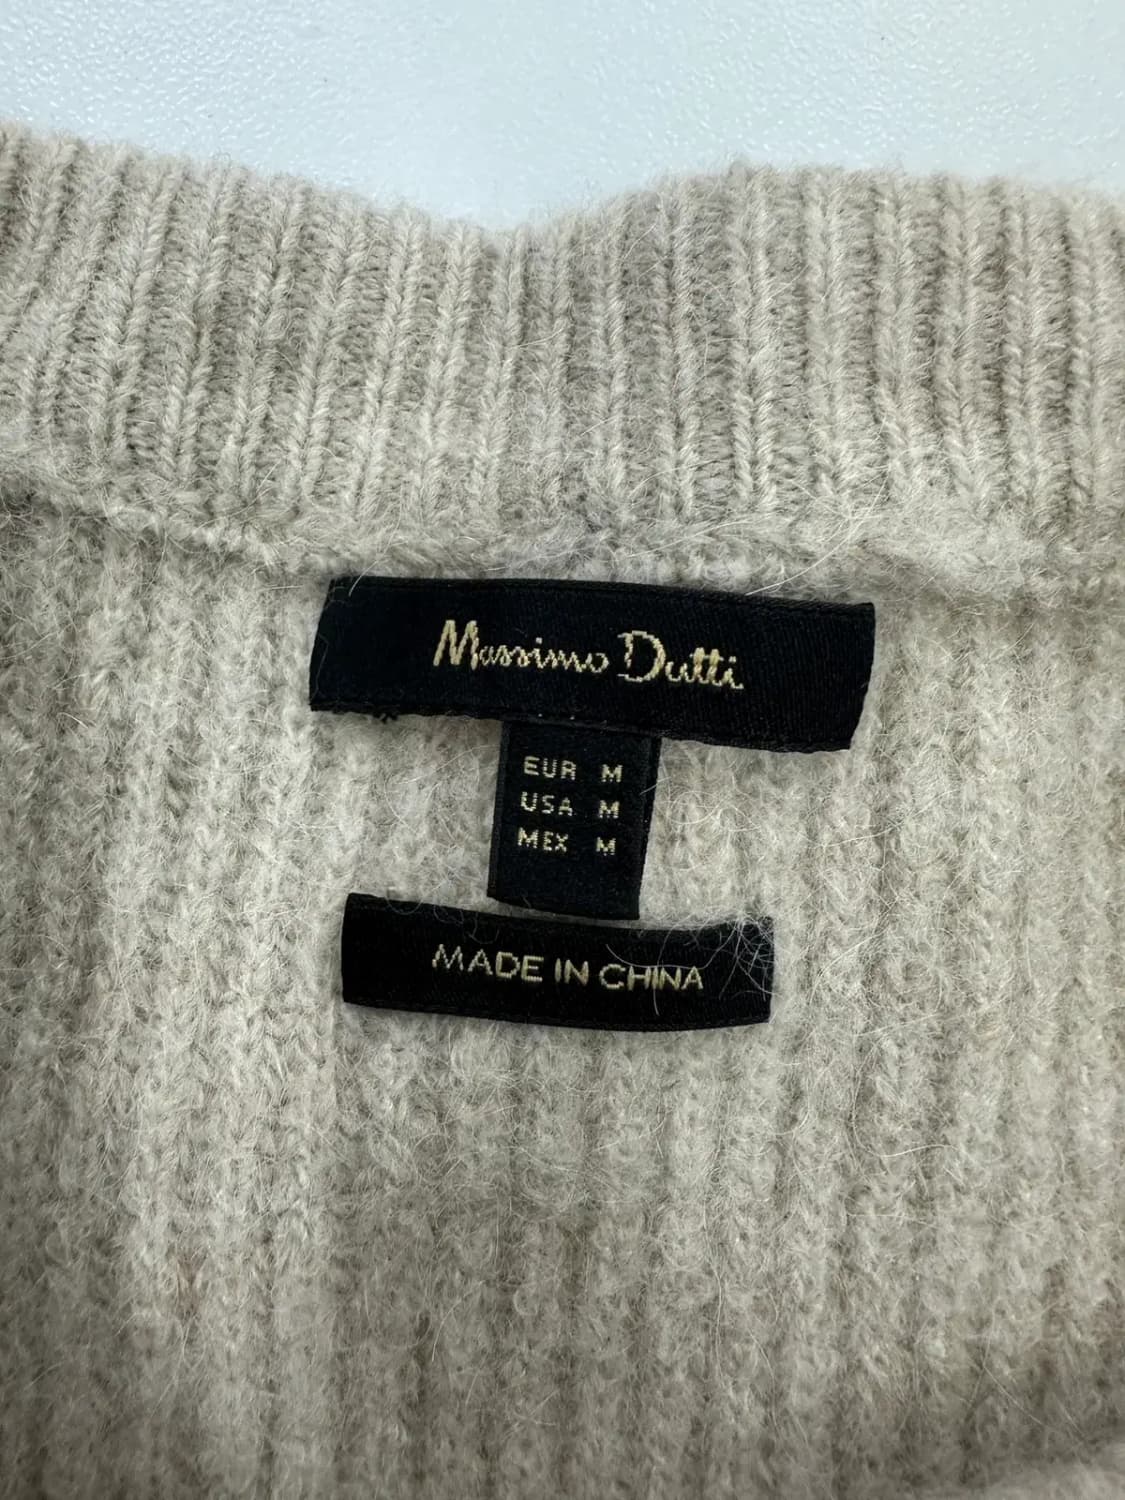 Massimo Dutti
EUR M
USA M
MEX M
MADE IN CHINA